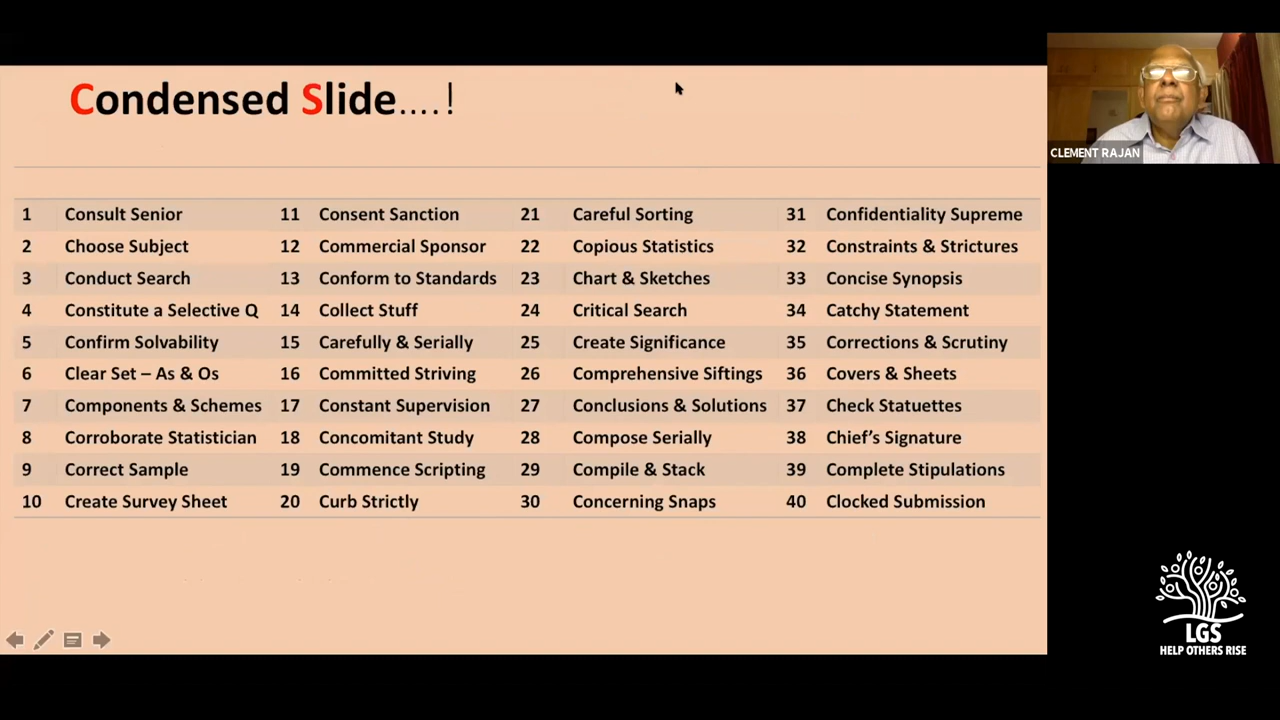 Condensed Slide....!
1 Consult Senior 11 Consent Sanction 21 Careful Sorting 31 Confidentiality Supreme
2 Choose Subject 12 Commercial Sponsor 22 Copious Statistics 32 Constraints & Strictures
3 Conduct Search 13 Conform to Standards 23 Chart & Sketches 33 Concise Synopsis
4 Constitute a Selective Q 14 Collect Stuff 24 Critical Search 34 Catchy Statement
5 Confirm Solvability 15 Carefully & Serially 25 Create Significance 35 Corrections & Scrutiny
6 Clear Set – As & Os 16 Committed Striving 26 Comprehensive Siftings 36 Covers & Sheets
7 Components & Schemes 17 Constant Supervision 27 Conclusions & Solutions 37 Check Statuettes
8 Corroborate Statistician 18 Concomitant Study 28 Compose Serially 38 Chief’s Signature
9 Correct Sample 19 Commence Scripting 29 Compile & Stack 39 Complete Stipulations
10 Create Survey Sheet 20 Curb Strictly 30 Concerning Snaps 40 Clocked Submission
CLEMENT RAJAN
LGS
HELP OTHERS RISE